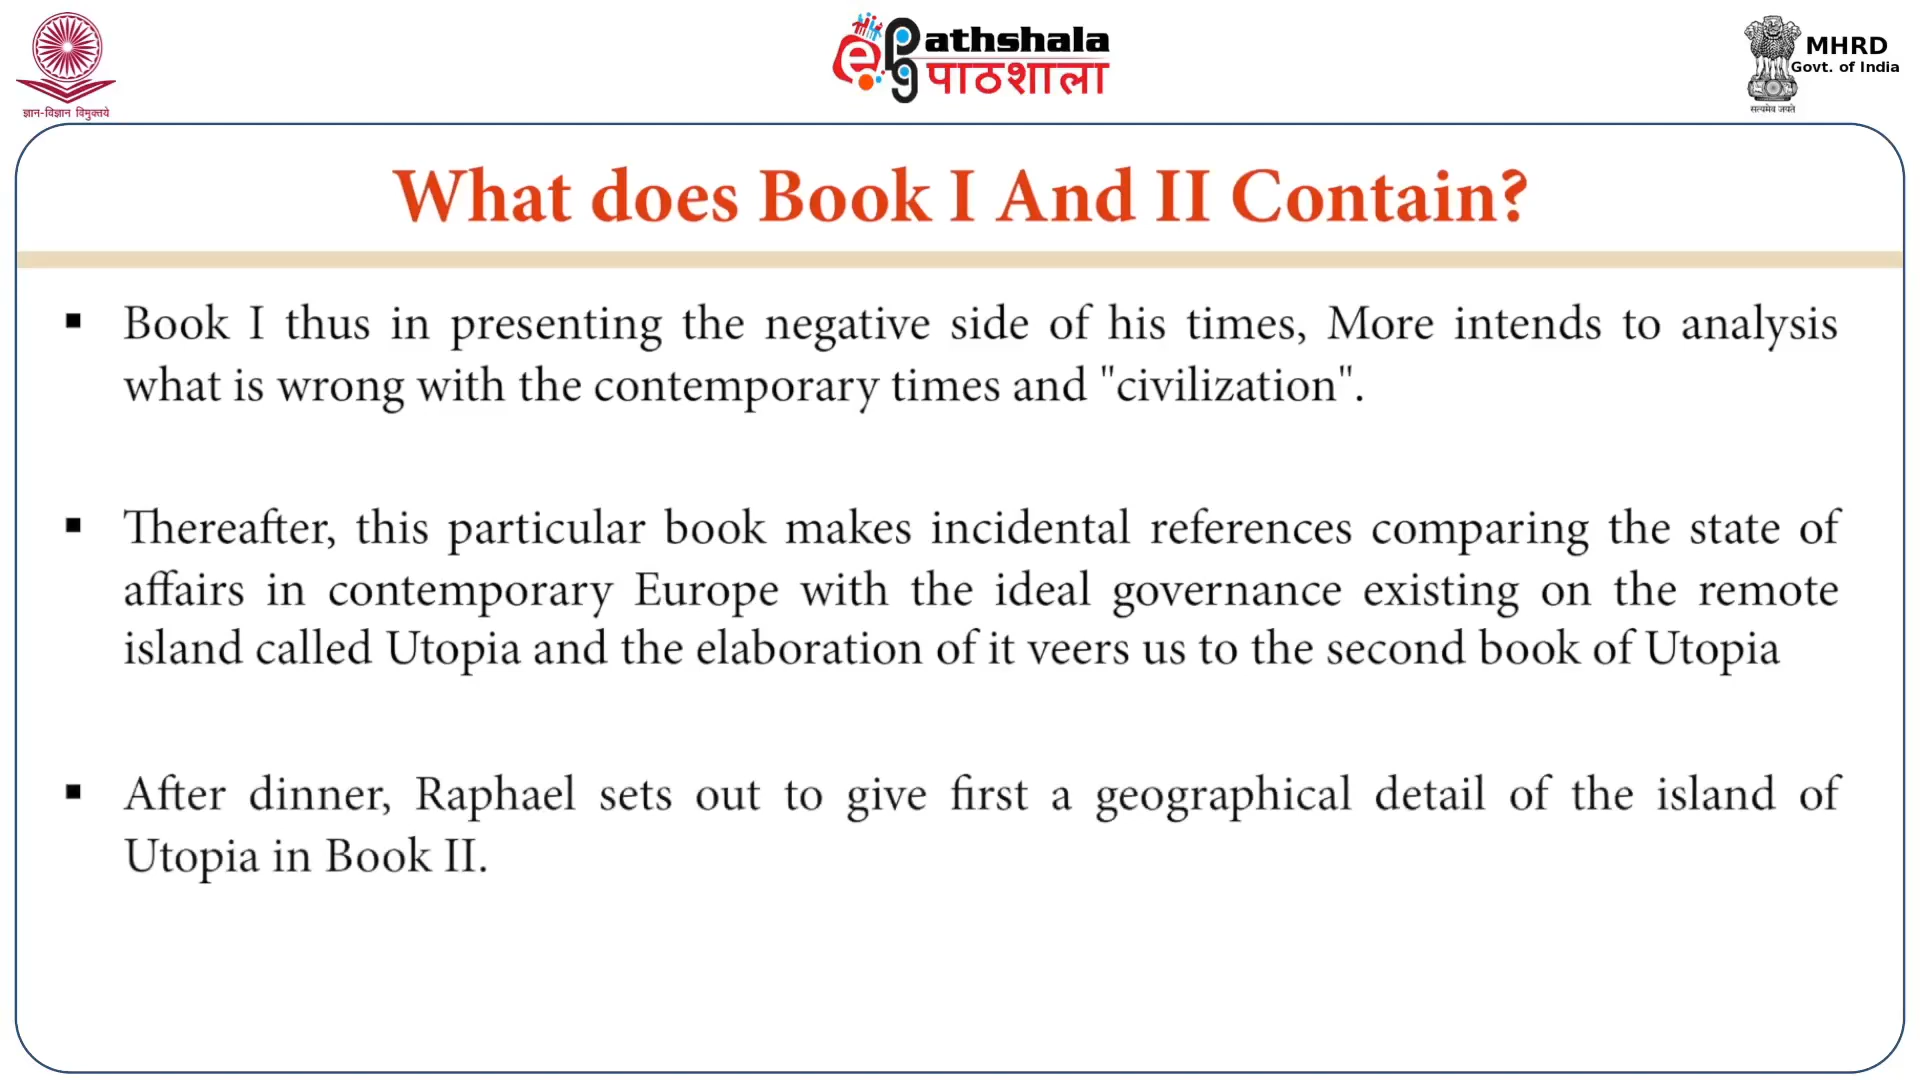 ज्ञान-विज्ञान विमुक्तये
ePg Pathshala
पाठशाला
MHRD
Govt. of India
सत्यमेव जयते
What does Book I And II Contain?
▪ Book I thus in presenting the negative side of his times, More intends to analysis
what is wrong with the contemporary times and "civilization".
▪ Thereafter, this particular book makes incidental references comparing the state of
affairs in contemporary Europe with the ideal governance existing on the remote
island called Utopia and the elaboration of it veers us to the second book of Utopia
▪ After dinner, Raphael sets out to give first a geographical detail of the island of
Utopia in Book II.